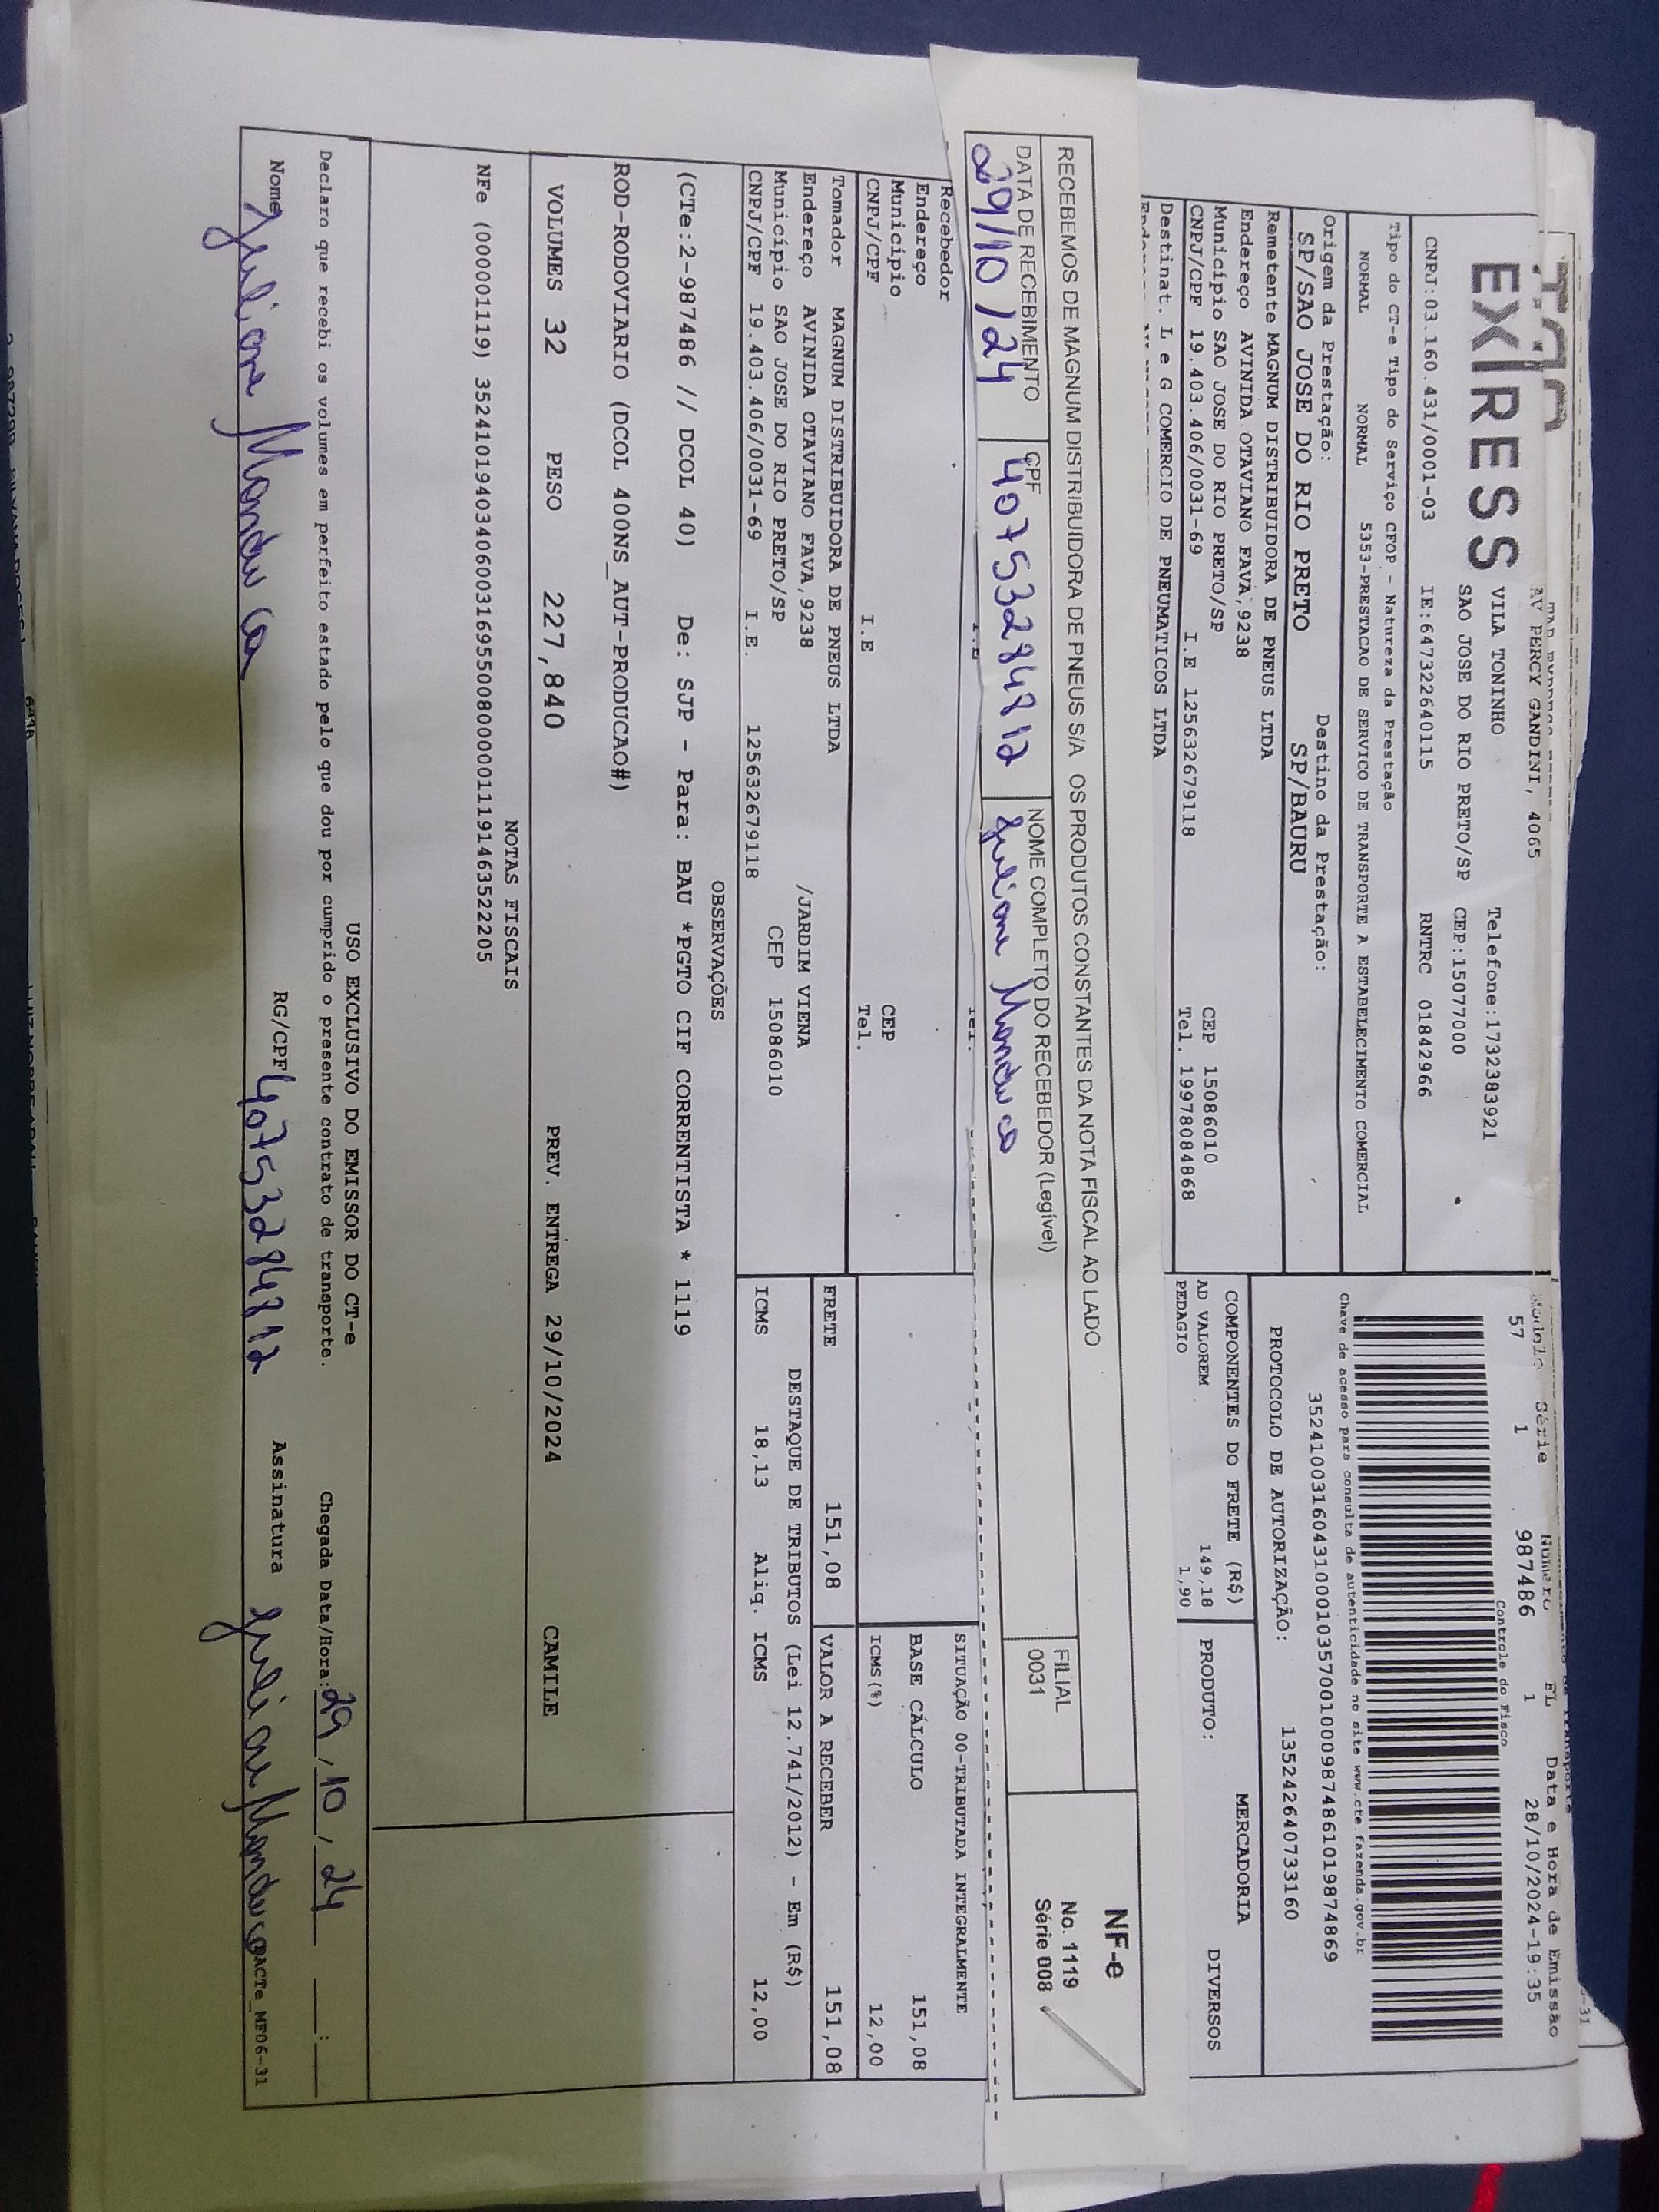 EXPRESS
AV PERCY GANDINI, 4065
VILA TONINHO
Telefone:1732383921
SAO JOSE DO RIO PRETO/SP CEP:15077000
CNPJ:03.160.431/0001-03 IE:647322640115 RNTRC 01842966
Modelo Série Número FL Data e Hora de Emissão
57 1 987486 1 28/10/2024-19:35
Controle do Fisco
Tipo do CT-e Tipo do Serviço CFOP - Natureza da Prestação
NORMAL NORMAL 5353-PRESTACAO DE SERVICO DE TRANSPORTE A ESTABELECIMENTO COMERCIAL
Chave de acesso para consulta de autenticidade no site www.cte.fazenda.gov.br
35241003160431000103570010009874861019874869
Origem da Prestação: Destino da Prestação:
SP/SAO JOSE DO RIO PRETO SP/BAURU
PROTOCOLO DE AUTORIZAÇÃO: 135242640733160
Remetente MAGNUM DISTRIBUIDORA DE PNEUS LTDA
Endereço AVINIDA OTAVIANO FAVA,9238
Município SAO JOSE DO RIO PRETO/SP CEP 15086010
CNPJ/CPF 19.403.406/0031-69 I.E 125632679118 Tel. 19978084868
COMPONENTES DO FRETE (R$) MERCADORIA
AD VALOREM 149,18 PRODUTO: DIVERSOS
PEDAGIO 1,90
Destinat. L e G COMERCIO DE PNEUMATICOS LTDA
RECEBEMOS DE MAGNUM DISTRIBUIDORA DE PNEUS S/A OS PRODUTOS CONSTANTES DA NOTA FISCAL AO LADO
NF-e
No. 1119
Série 008
DATA DE RECEBIMENTO CPF NOME COMPLETO DO RECEBEDOR (Legível) FILIAL
29/10/24 40753284812 Juliane Mondu ca 0031
Recebedor
Endereço
Município CEP
CNPJ/CPF I.E Tel.
SITUAÇÃO 00-TRIBUTADA INTEGRALMENTE
BASE CÁLCULO 151,08
ICMS(%) 12,00
Tomador MAGNUM DISTRIBUIDORA DE PNEUS LTDA
Endereço AVINIDA OTAVIANO FAVA,9238 /JARDIM VIENA
Município SAO JOSE DO RIO PRETO/SP CEP 15086010
CNPJ/CPF 19.403.406/0031-69 I.E. 125632679118
FRETE 151,08 VALOR A RECEBER 151,08
DESTAQUE DE TRIBUTOS (Lei 12.741/2012) - Em (R$)
ICMS 18,13 Aliq. ICMS 12,00
OBSERVAÇÕES
(CTe:2-987486 // DCOL 40) De: SJP - Para: BAU *PGTO CIF CORRENTISTA * 1119
ROD-RODOVIARIO (DCOL 400NS_AUT-PRODUCAO#)
VOLUMES 32 PESO 227,840 PREV. ENTREGA 29/10/2024 CAMILE
NOTAS FISCAIS
NFe (00001119) 35241019403406003169550080000011191463522205
USO EXCLUSIVO DO EMISSOR DO CT-e
Declaro que recebi os volumes em perfeito estado pelo que dou por cumprido o presente contrato de transporte. Chegada Data/Hora: 29/10/24 :
Nome Juliane Mondu ca RG/CPF 40753284812 Assinatura Juliane Mondu ca
DACTe_MF06-31